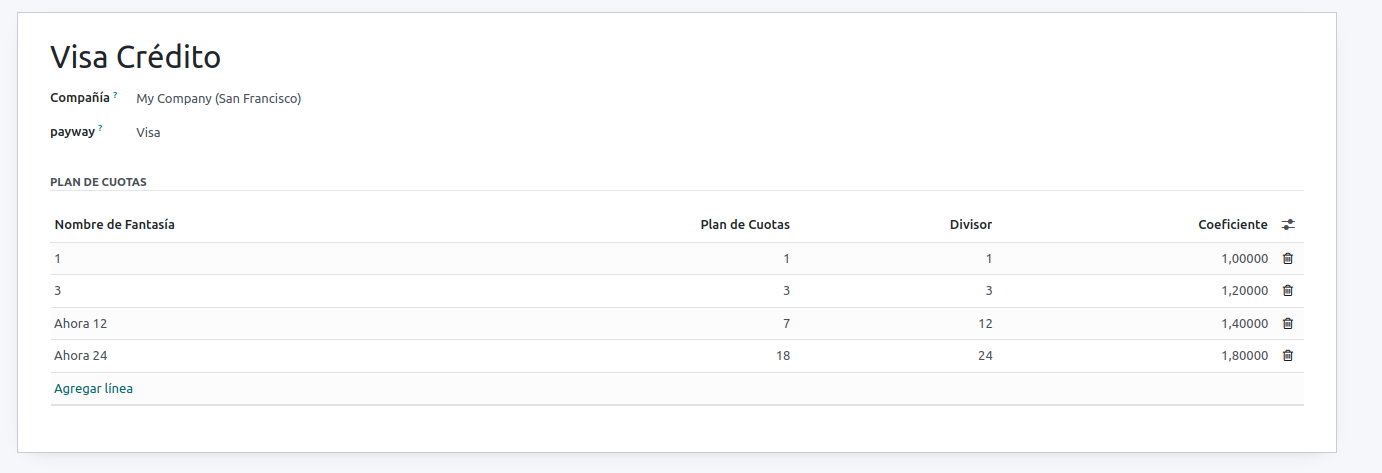 Visa Crédito
Compañía ? My Company (San Francisco)
payway ? Visa
PLAN DE CUOTAS
Nombre de Fantasía Plan de Cuotas Divisor Coeficiente
1 1 1 1,00000
3 3 3 1,20000
Ahora 12 7 12 1,40000
Ahora 24 18 24 1,80000
Agregar línea